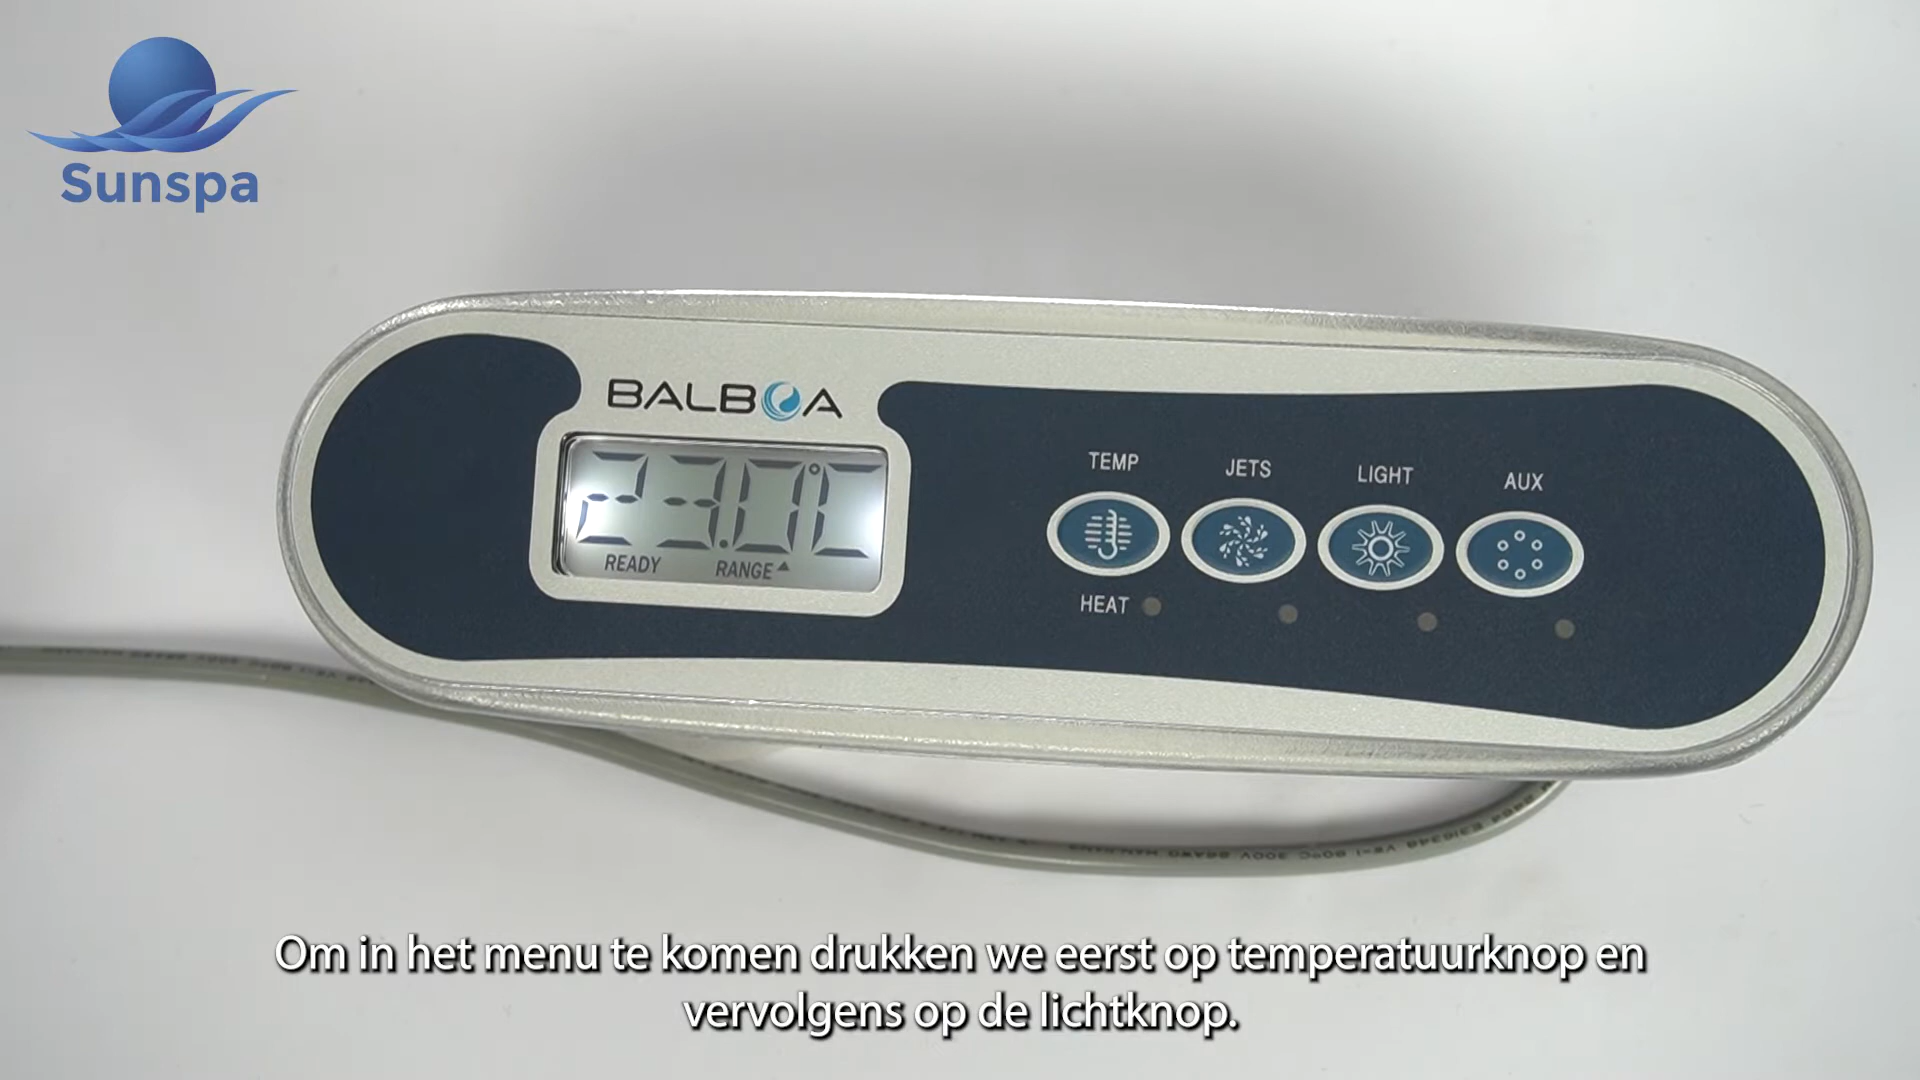 Sunspa
BALBOA
23.0°C
READY RANGE
TEMP JETS LIGHT AUX
HEAT
Om in het menu te komen drukken we eerst op temperatuurknop en
vervolgens op de lichtknop.